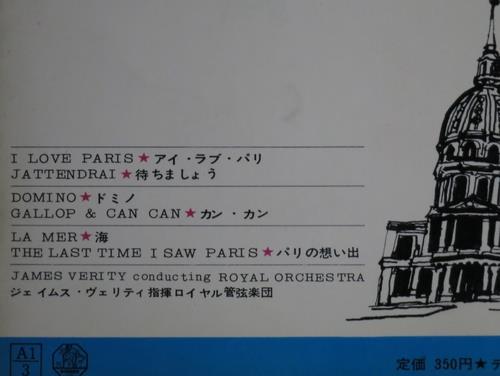 I LOVE PARIS★アイ・ラブ・パリ
JATTENDRAI★待ちましょう
DOMINO★ドミノ
GALLOP & CAN CAN★カン・カン
LA MER★海
THE LAST TIME I SAW PARIS★パリの想い出
JAMES VERITY conducting ROYAL ORCHESTRA
ジェイムス・ヴェリティ指揮ロイヤル管弦楽団
A1
3
定価 350円★テ